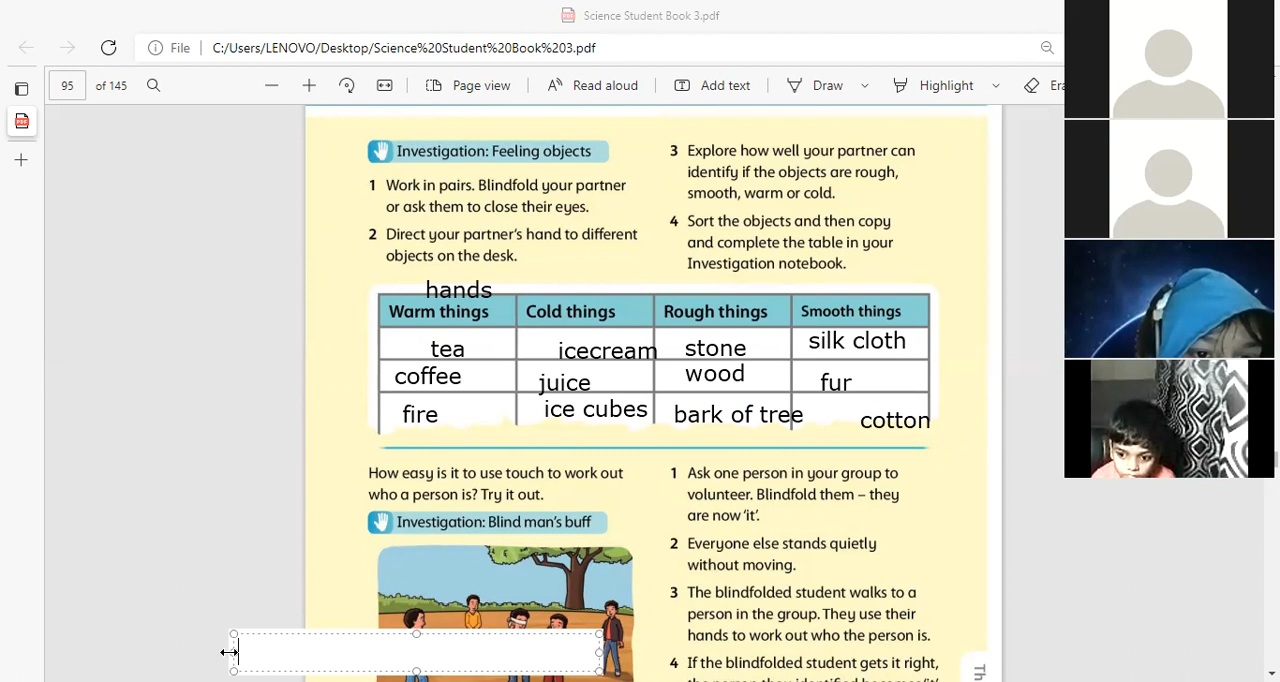 Science Student Book 3.pdf
File
C:/Users/LENOVO/Desktop/Science%20Student%20Book%203.pdf
95 of 145
Page view
Read aloud
Add text
Draw
Highlight
Era
Investigation: Feeling objects
1 Work in pairs. Blindfold your partner
or ask them to close their eyes.
2 Direct your partner's hand to different
objects on the desk.
3 Explore how well your partner can
identify if the objects are rough,
smooth, warm or cold.
4 Sort the objects and then copy
and complete the table in your
Investigation notebook.
hands
Warm things Cold things Rough things Smooth things
tea icecream stone silk cloth
coffee juice wood fur
fire ice cubes bark of tree cotton
How easy is it to use touch to work out
who a person is? Try it out.
Investigation: Blind man's buff
1 Ask one person in your group to
volunteer. Blindfold them – they
are now 'it'.
2 Everyone else stands quietly
without moving.
3 The blindfolded student walks to a
person in the group. They use their
hands to work out who the person is.
4 If the blindfolded student gets it right,
Th